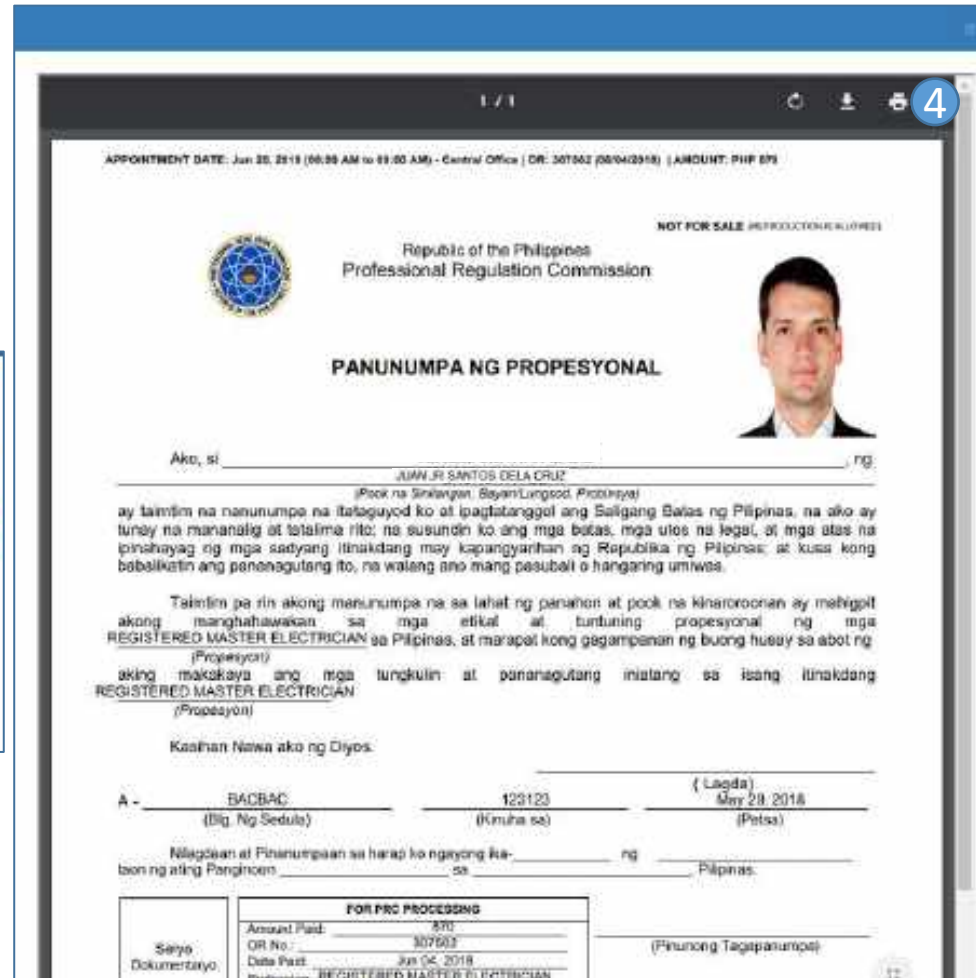 1 / 1
4
APPOINTMENT DATE: Jun 20, 2018 (08:00 AM to 09:00 AM) - Central Office | OR: 307502 (06/04/2018) | AMOUNT: PHP 870
NOT FOR SALE (REPRODUCTION IS ALLOWED)
Republic of the Philippines
Professional Regulation Commission
PANUNUMPA NG PROPESYONAL
Ako, si , ng
JUAN JR SANTOS DELA CRUZ
(Pook na Sinilangan, Bayan/Lungsod, Probinsya)
ay taimtim na nanunumpa na itataguyod ko at ipagtatanggol ang Saligang Batas ng Pilipinas, na ako ay
tunay na mananalig at tatalima rito; na susundin ko ang mga batas, mga utos na legal, at mga atas na
ipinahayag ng mga sadyang itinakdang may kapangyarihan ng Republika ng Pilipinas; at kusa kong
babalikatin ang pananagutang ito, na walang ano mang pasubali o hangaring umiwas.
Taimtim pa rin akong manunumpa na sa lahat ng panahon at pook na kinaroroonan ay mahigpit
akong manghahawakan sa mga etikal at tuntuning propesyonal ng mga
REGISTERED MASTER ELECTRICIAN sa Pilipinas, at marapat kong gagampanan ng buong husay sa abot ng
(Propesyon)
aking makakaya ang mga tungkulin at pananagutang iniatang sa isang itinakdang
REGISTERED MASTER ELECTRICIAN
(Propesyon)
Kasihan Nawa ako ng Diyos.
(Lagda)
A - BACBAC 123123 May 29, 2018
(Blg. Ng Sedula) (Kinuha sa) (Petsa)
Nilagdaan at Pinanumpaan sa harap ko ngayong ika- ng
taon ng ating Panginoon sa , Pilipinas.
FOR PRC PROCESSING
Amount Paid: 870
Selyo
Dokumentaryo
OR No.: 307502
Date Paid: Jun 04, 2018
REGISTERED MASTER ELECTRICIAN
(Pinunong Tagapanumpa)